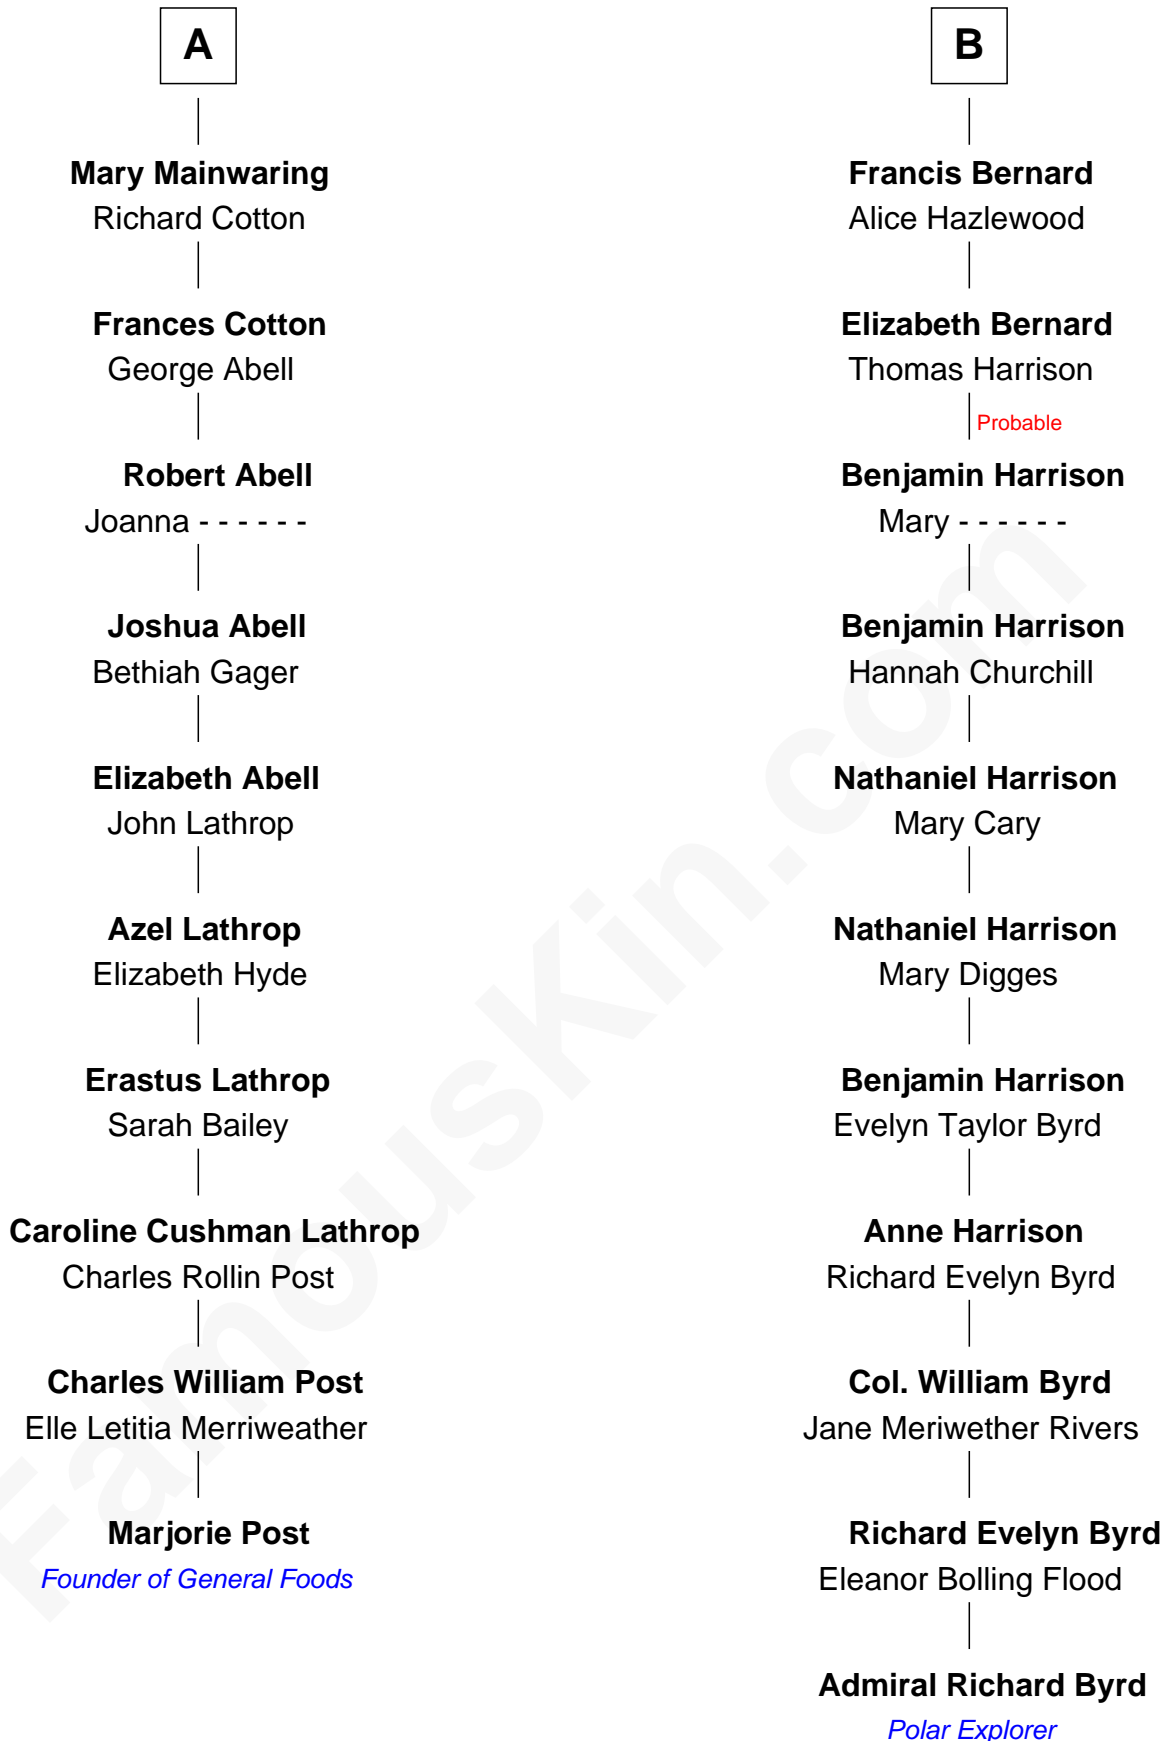 A
Mary Mainwaring
Richard Cotton
Frances Cotton
George Abell
Robert Abell
Joanna - - - - - -
Joshua Abell
Bethiah Gager
Elizabeth Abell
John Lathrop
Azel Lathrop
Elizabeth Hyde
Erastus Lathrop
Sarah Bailey
Caroline Cushman Lathrop
Charles Rollin Post
Charles William Post
Elle Letitia Merriweather
Marjorie Post
Founder of General Foods
B
Francis Bernard
Alice Hazlewood
Elizabeth Bernard
Thomas Harrison
Probable
Benjamin Harrison
Mary - - - - - -
Benjamin Harrison
Hannah Churchill
Nathaniel Harrison
Mary Cary
Nathaniel Harrison
Mary Digges
Benjamin Harrison
Evelyn Taylor Byrd
Anne Harrison
Richard Evelyn Byrd
Col. William Byrd
Jane Meriwether Rivers
Richard Evelyn Byrd
Eleanor Bolling Flood
Admiral Richard Byrd
Polar Explorer
FamousKin.com